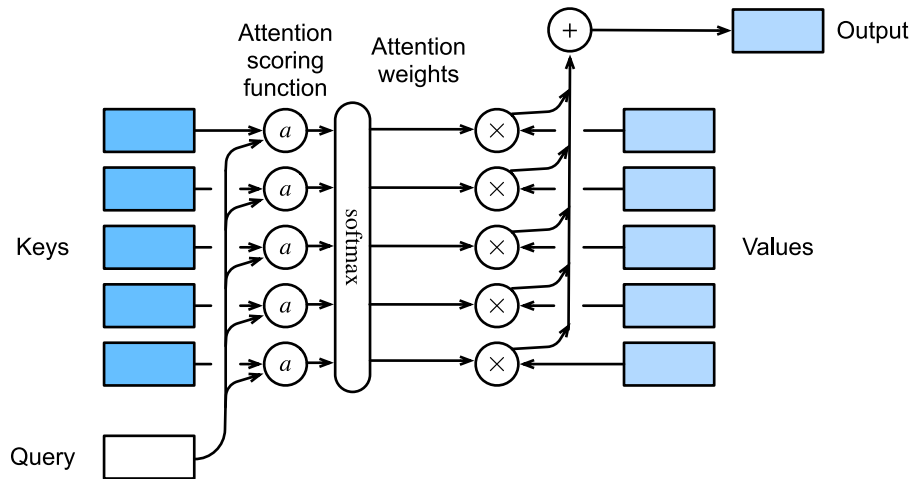 Attention
scoring
function
Attention
weights
+
Output
a
×
a
×
Keys
a
softmax
×
Values
a
×
a
×
Query